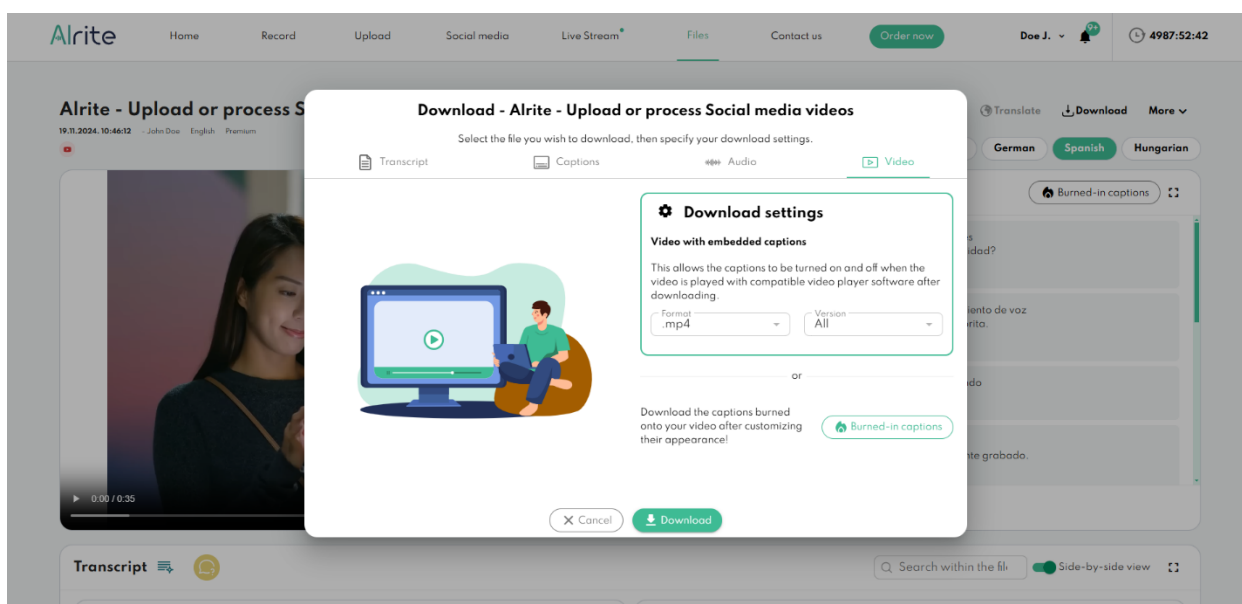 Alrite
Home
Record
Upload
Social media
Live Stream
Files
Contact us
Order now
Doe J.
9+
4987:52:42
Alrite - Upload or process S
19.11.2024. 10:46:12 - John Doe English Premium
Translate
Download
More
German
Spanish
Hungarian
Burned-in captions
idad?
iento de voz
rita.
do
nte grabado.
0:00 / 0:35
Download - Alrite - Upload or process Social media videos
Select the file you wish to download, then specify your download settings.
Transcript
Captions
Audio
Video
Download settings
Video with embedded captions
This allows the captions to be turned on and off when the
video is played with compatible video player software after
downloading.
Format
.mp4
Version
All
or
Download the captions burned
onto your video after customizing
their appearance!
Burned-in captions
Cancel
Download
Transcript
Search within the fil
Side-by-side view